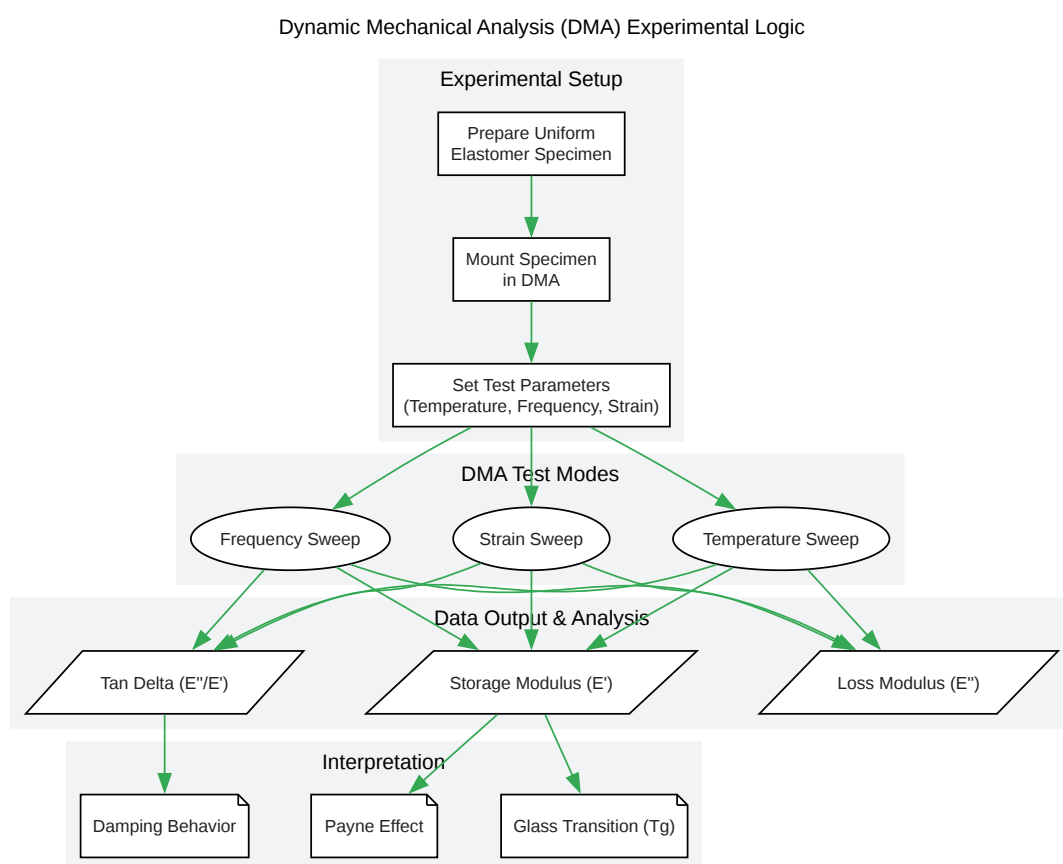 Dynamic Mechanical Analysis (DMA) Experimental Logic
Experimental Setup
Prepare Uniform
Elastomer Specimen
Mount Specimen
in DMA
Set Test Parameters
(Temperature, Frequency, Strain)
DMA Test Modes
Frequency Sweep
Strain Sweep
Temperature Sweep
Data Output & Analysis
Tan Delta (E''/E')
Storage Modulus (E')
Loss Modulus (E'')
Interpretation
Damping Behavior
Payne Effect
Glass Transition (Tg)